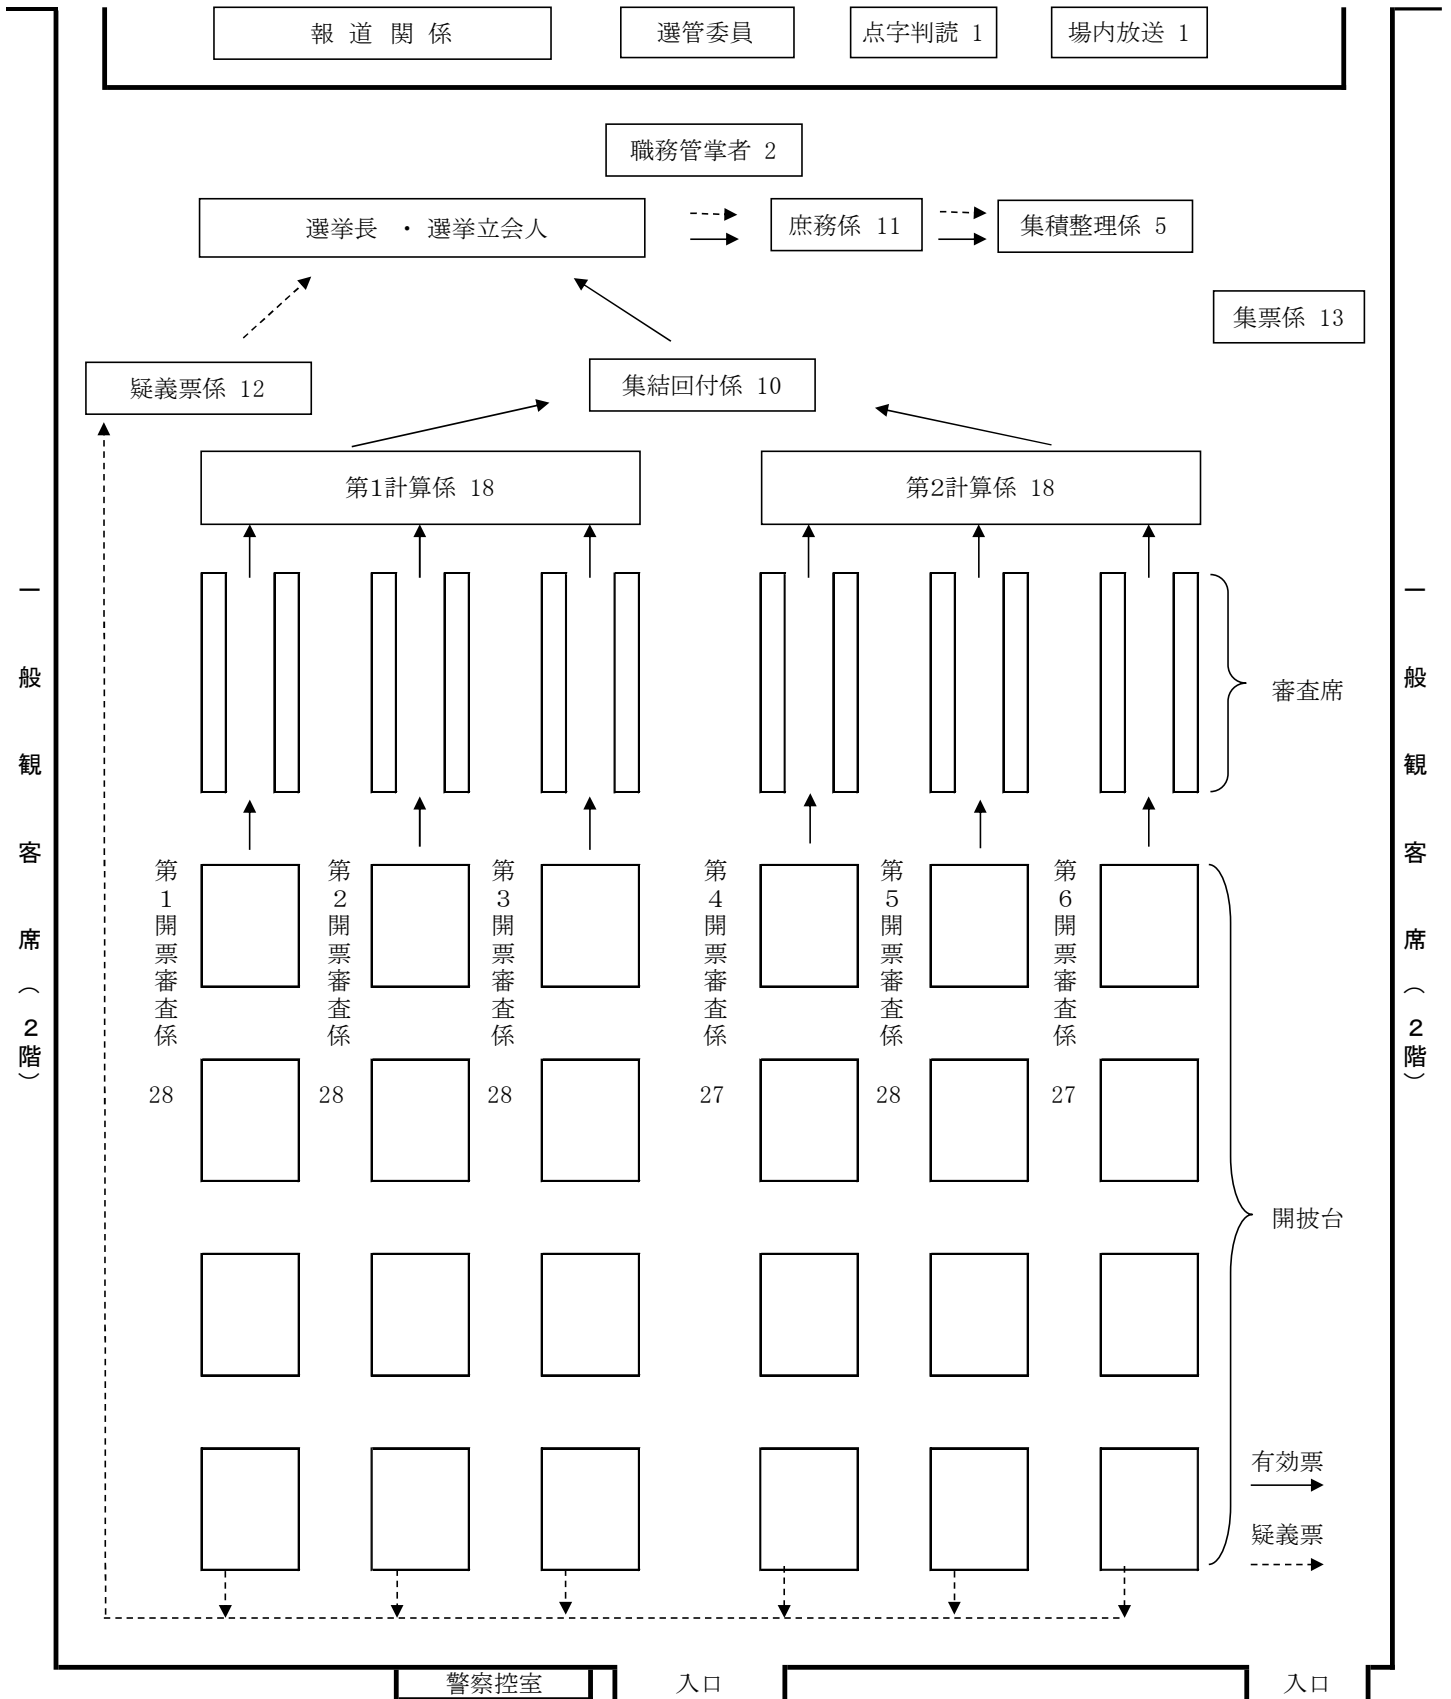 報 道 関 係
選管委員
点字判読 1
場内放送 1
職務管掌者 2
選挙長 ・ 選挙立会人
庶務係 11
集積整理係 5
集票係 13
疑義票係 12
集結回付係 10
第1計算係 18
第2計算係 18
一般観客席（2階）
一般観客席（2階）
審査席
第1開票審査係
28
第2開票審査係
28
第3開票審査係
28
第4開票審査係
27
第5開票審査係
28
第6開票審査係
27
開披台
有効票
疑義票
警察控室
入口
入口